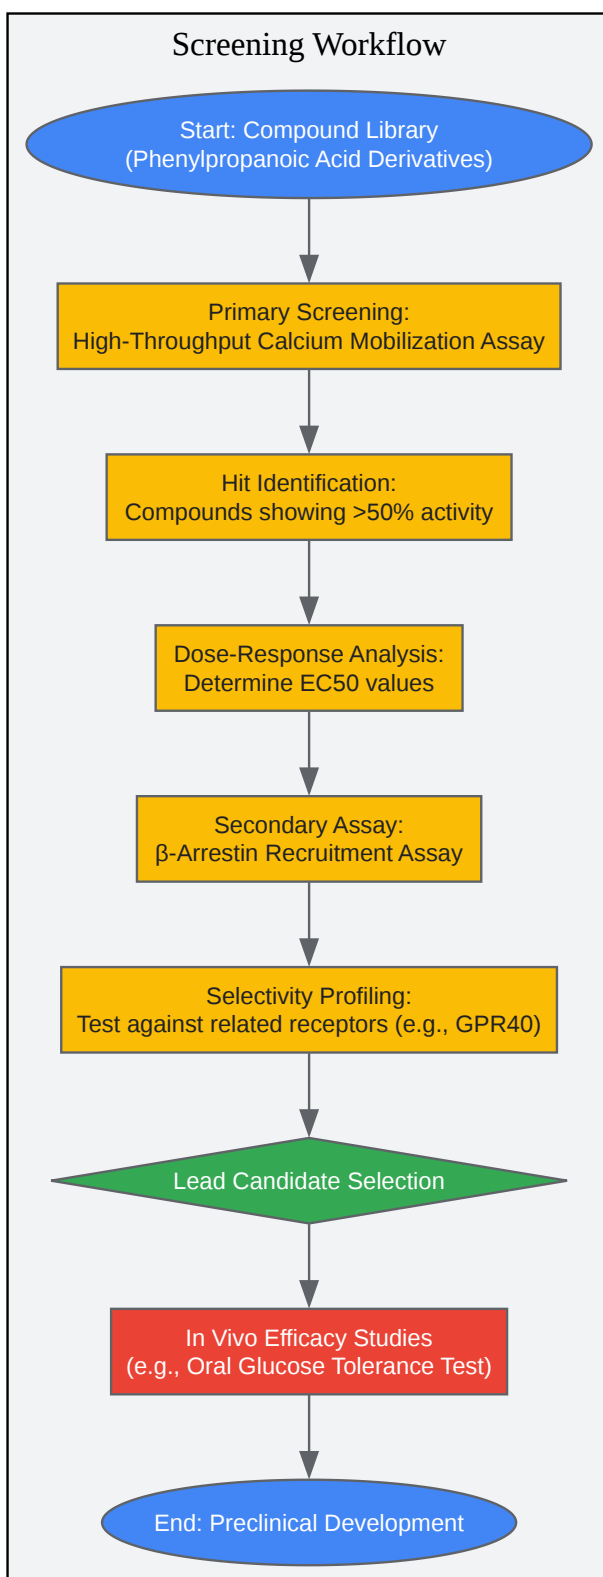 Screening Workflow
Start: Compound Library
(Phenylpropanoic Acid Derivatives)
Primary Screening:
High-Throughput Calcium Mobilization Assay
Hit Identification:
Compounds showing >50% activity
Dose-Response Analysis:
Determine EC50 values
Secondary Assay:
β-Arrestin Recruitment Assay
Selectivity Profiling:
Test against related receptors (e.g., GPR40)
Lead Candidate Selection
In Vivo Efficacy Studies
(e.g., Oral Glucose Tolerance Test)
End: Preclinical Development